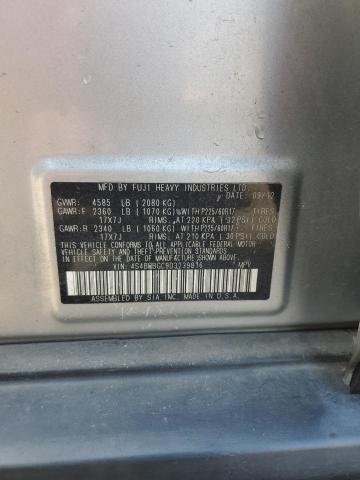 MFD BY FUJI HEAVY INDUSTRIES LTD.
DATE: 09/12
GVWR: 4585 LB (2080 KG)
GAWR:F 2360 LB (1070 KG) WITH P225/60R17 TIRES
17X7J RIMS, AT 220 KPA (32 PSI) COLD
GAWR:R 2340 LB (1060 KG) WITH P225/60R17 TIRES
17X7J RIMS, AT 210 KPA (30 PSI) COLD
THIS VEHICLE CONFORMS TO ALL APPLICABLE FEDERAL MOTOR
VEHICLE SAFETY AND THEFT PREVENTION STANDARDS IN EFFECT
ON THE DATE OF MANUFACTURE SHOWN ABOVE.
VIN: MPV
ASSEMBLED BY SIA, INC. MADE IN U.S.A.